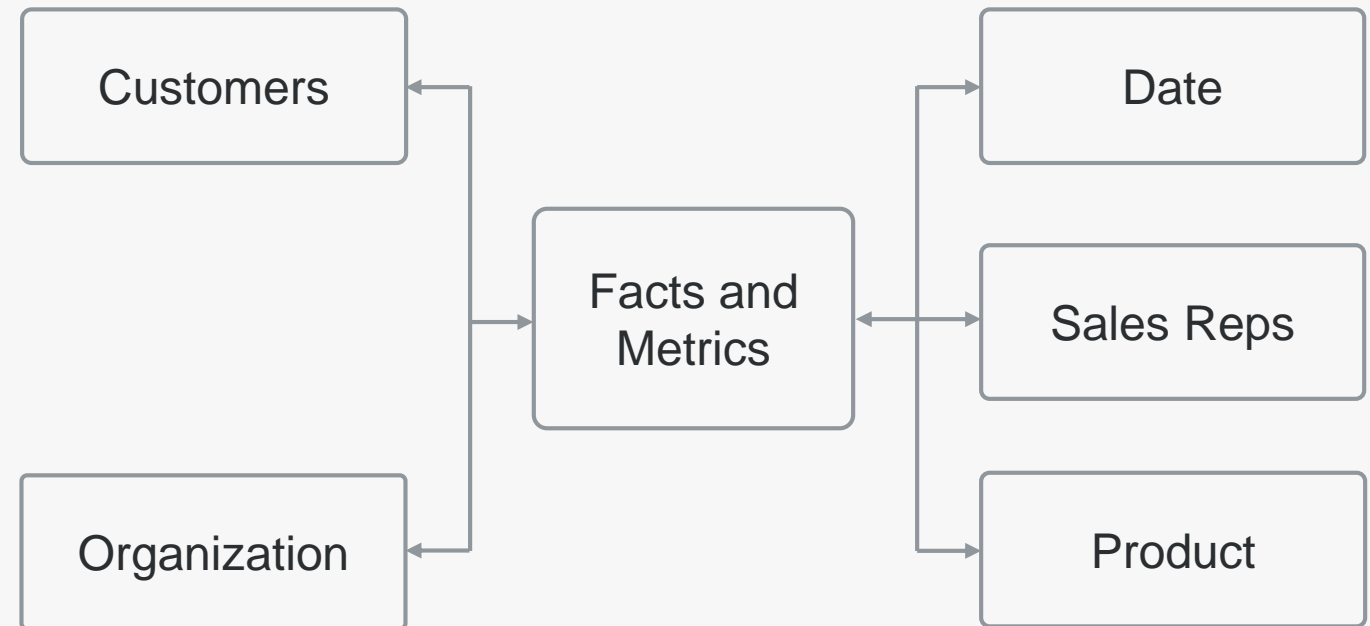 Customers
Date
Facts and
Metrics
Sales Reps
Organization
Product